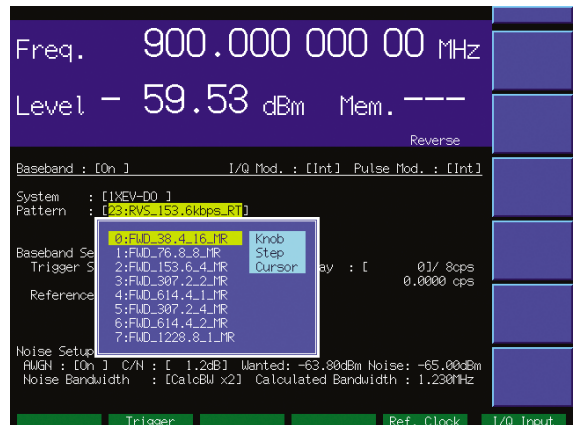 Freq. 900.000 000 00 MHz
Level - 59.53 dBm Mem. ---
Reverse
Baseband : [On ] I/Q Mod. : [Int] Pulse Mod. : [Int]
System : [1XEV-DO ]
Pattern : [23:RVS_153.6kbps_RT]
0:FWD_38.4_16_MR Knob
Baseband Se 1:FWD_76.8_8_MR Step
Trigger S 2:FWD_153.6_4_MR Cursor ay : [ 0]/ 8cps
3:FWD_307.2_2_MR 0.0000 cps
Reference 4:FWD_614.4_1_MR
5:FWD_307.2_4_MR
6:FWD_614.4_2_MR
7:FWD_1228.8_1_MR
Noise Setup
AWGN : [On ] C/N : [ 1.2dB] Wanted: -63.80dBm Noise: -65.00dBm
Noise Bandwidth : [CalcBW x2] Calculated Bandwidth : 1.230MHz
Trigger Ref. Clock I/Q Input